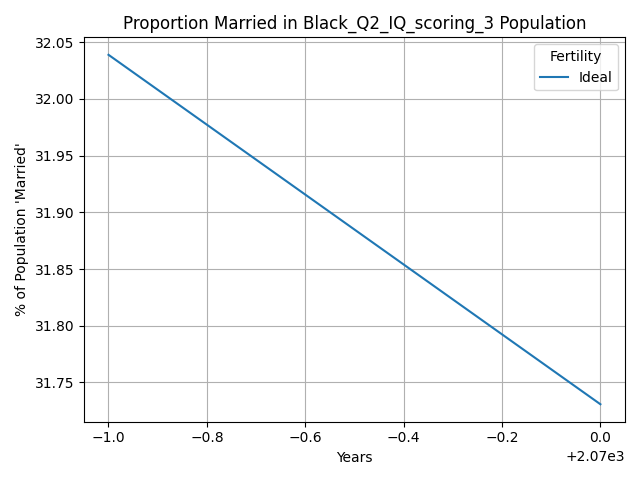 Proportion Married in Black_Q2_IQ_scoring_3 Population
Fertility
Ideal
% of Population 'Married'
32.05
32.00
31.95
31.90
31.85
31.80
31.75
−1.0 −0.8 −0.6 −0.4 −0.2 0.0
+2.07e3
Years